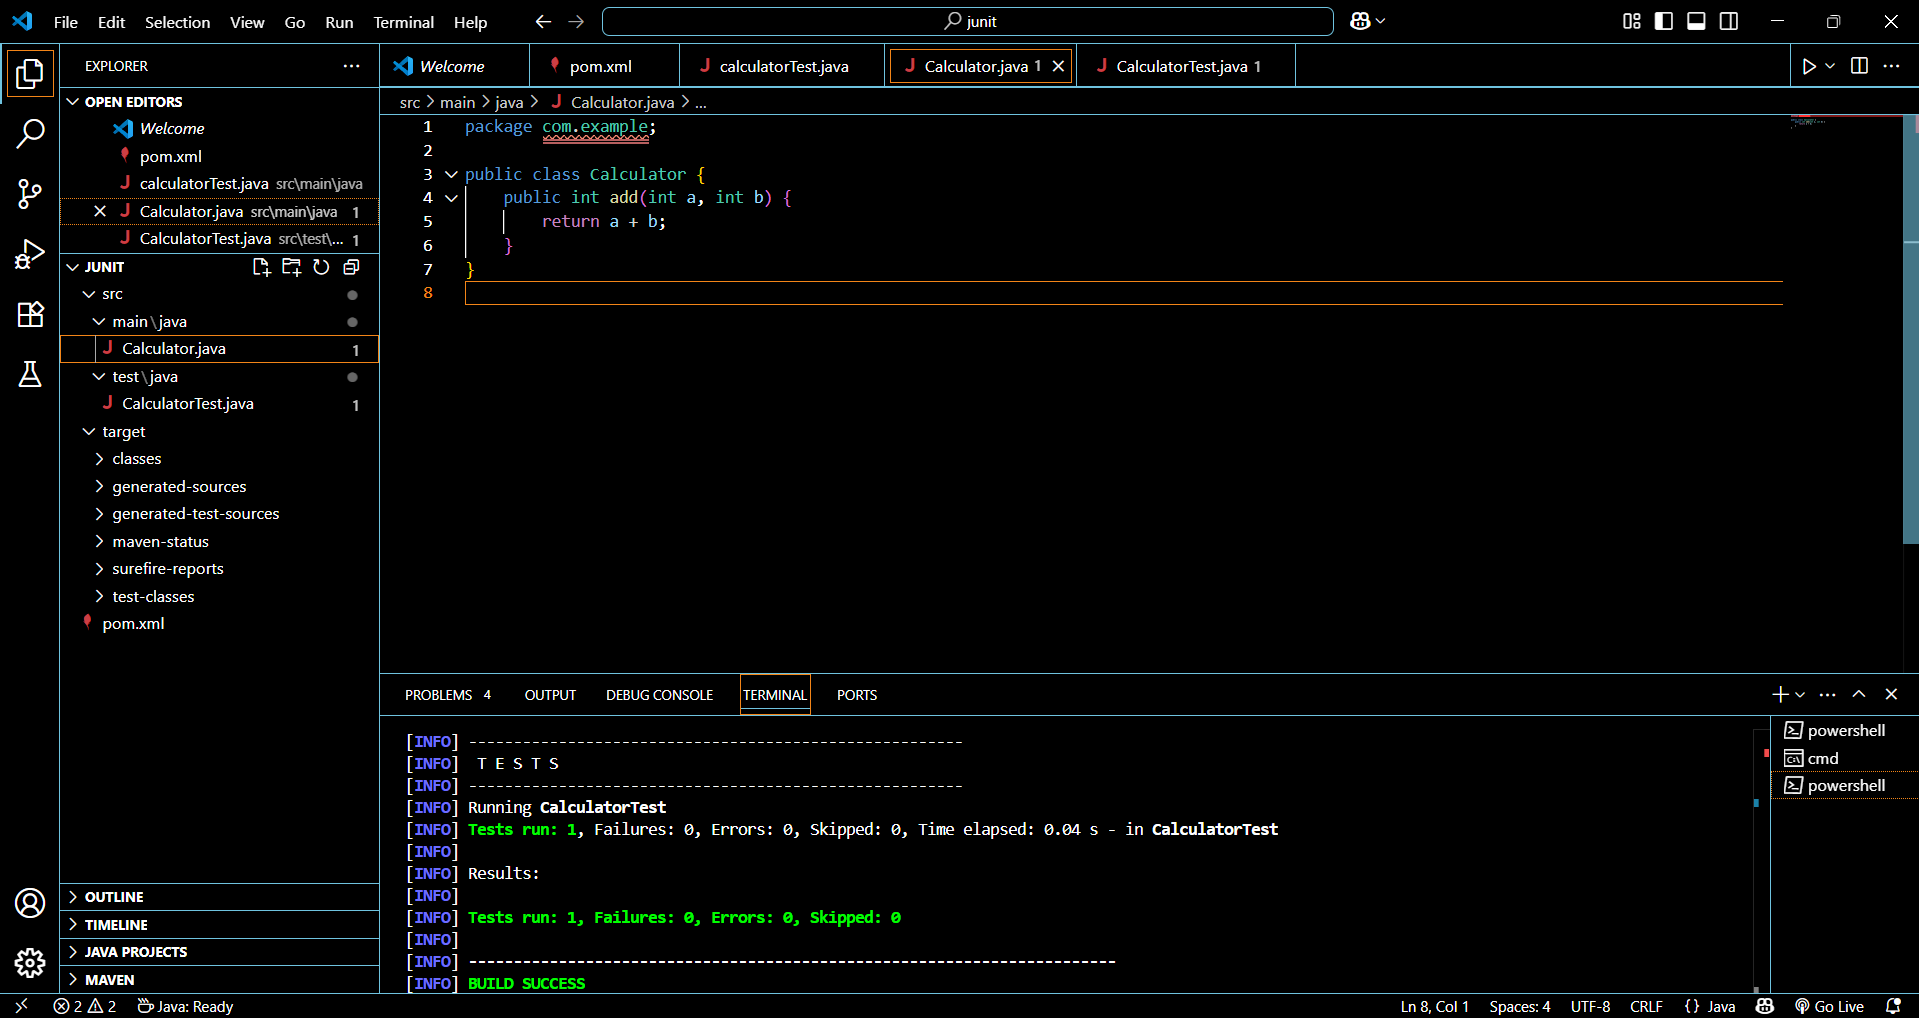 File Edit Selection View Go Run Terminal Help
junit
EXPLORER
Welcome
pom.xml
calculatorTest.java
Calculator.java 1
CalculatorTest.java 1
OPEN EDITORS
Welcome
pom.xml
calculatorTest.java src\main\java
Calculator.java src\main\java 1
CalculatorTest.java src\test\... 1
JUNIT
src
main\java
Calculator.java 1
test\java
CalculatorTest.java 1
target
classes
generated-sources
generated-test-sources
maven-status
surefire-reports
test-classes
pom.xml
OUTLINE
TIMELINE
JAVA PROJECTS
MAVEN
src > main > java > Calculator.java > ...
1 package com.example;
2
3 public class Calculator {
4 public int add(int a, int b) {
5 return a + b;
6 }
7 }
8
PROBLEMS 4 OUTPUT DEBUG CONSOLE TERMINAL PORTS
[INFO] -------------------------------------------------------
[INFO] T E S T S
[INFO] -------------------------------------------------------
[INFO] Running CalculatorTest
[INFO] Tests run: 1, Failures: 0, Errors: 0, Skipped: 0, Time elapsed: 0.04 s - in CalculatorTest
[INFO]
[INFO] Results:
[INFO]
[INFO] Tests run: 1, Failures: 0, Errors: 0, Skipped: 0
[INFO]
[INFO] ------------------------------------------------------------------------
[INFO] BUILD SUCCESS
powershell
cmd
powershell
2 2 Java: Ready
Ln 8, Col 1 Spaces: 4 UTF-8 CRLF {} Java Go Live